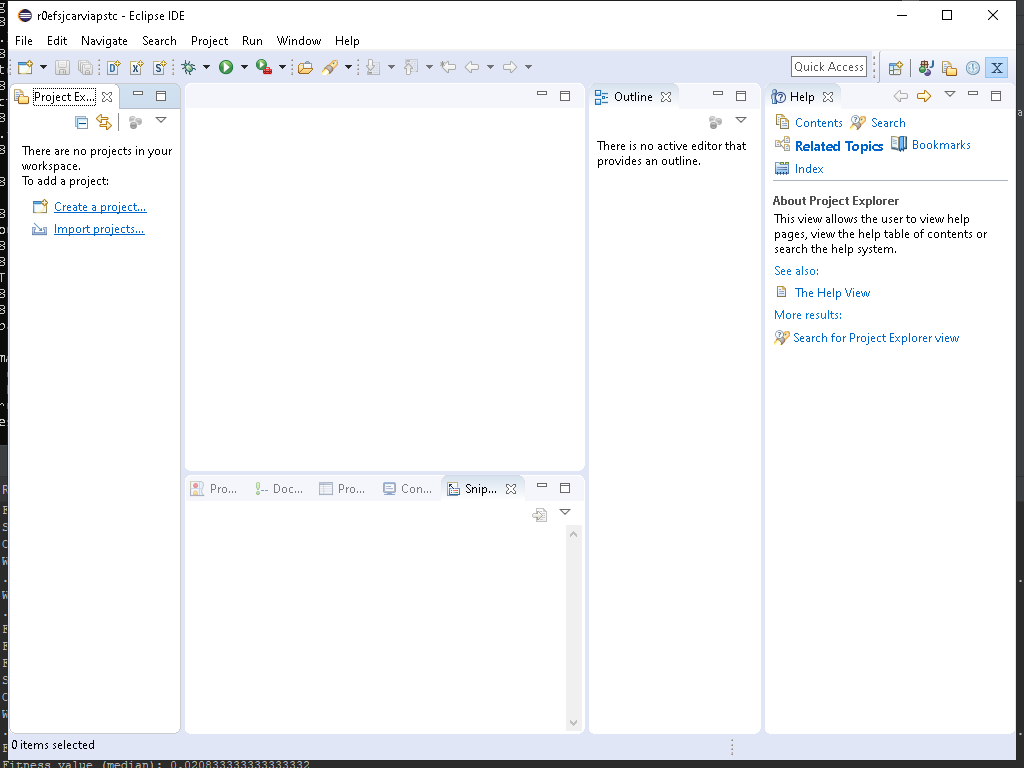 r0efsjcarviapstc - Eclipse IDE
File Edit Navigate Search Project Run Window Help
Quick Access
Project Ex...
Outline
Help
Contents Search
Related Topics Bookmarks
Index
There are no projects in your
workspace.
To add a project:
Create a project...
Import projects...
There is no active editor that
provides an outline.
About Project Explorer
This view allows the user to view help
pages, view the help table of contents or
search the help system.
See also:
The Help View
More results:
Search for Project Explorer view
Pro... Doc... Pro... Con... Snip...
0 items selected
Fitness value (median): 0.020833333333333332